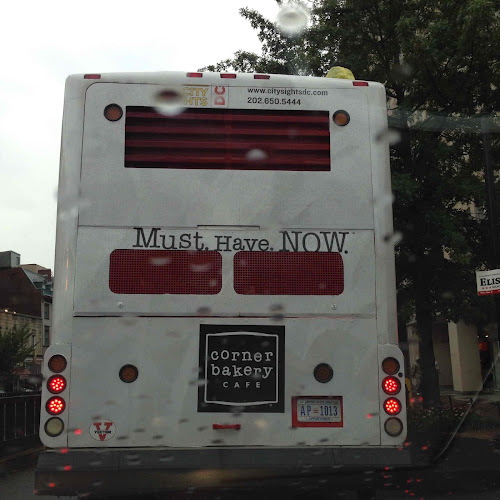 CITY
SIGHTS DC
www.citysightsdc.com
202.650.5444
Must. Have. NOW.
corner
bakery
CAFE
AP 1013
V